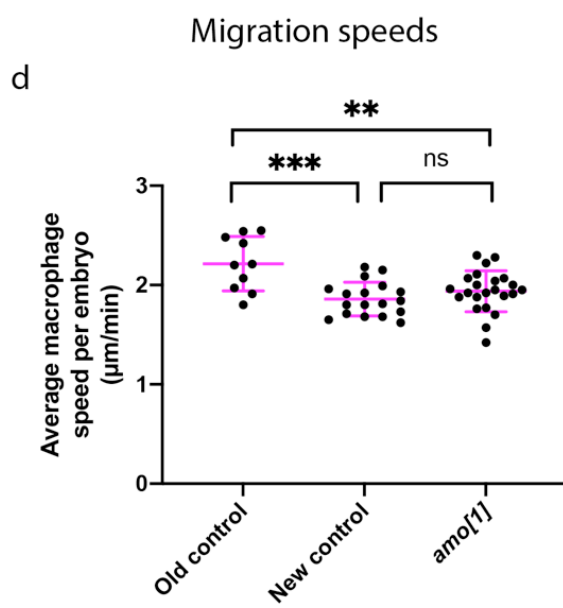 Migration speeds
d
**
***
ns
Average macrophage
speed per embryo
(µm/min)
3
2
1
0
Old control
New control
amo[1]